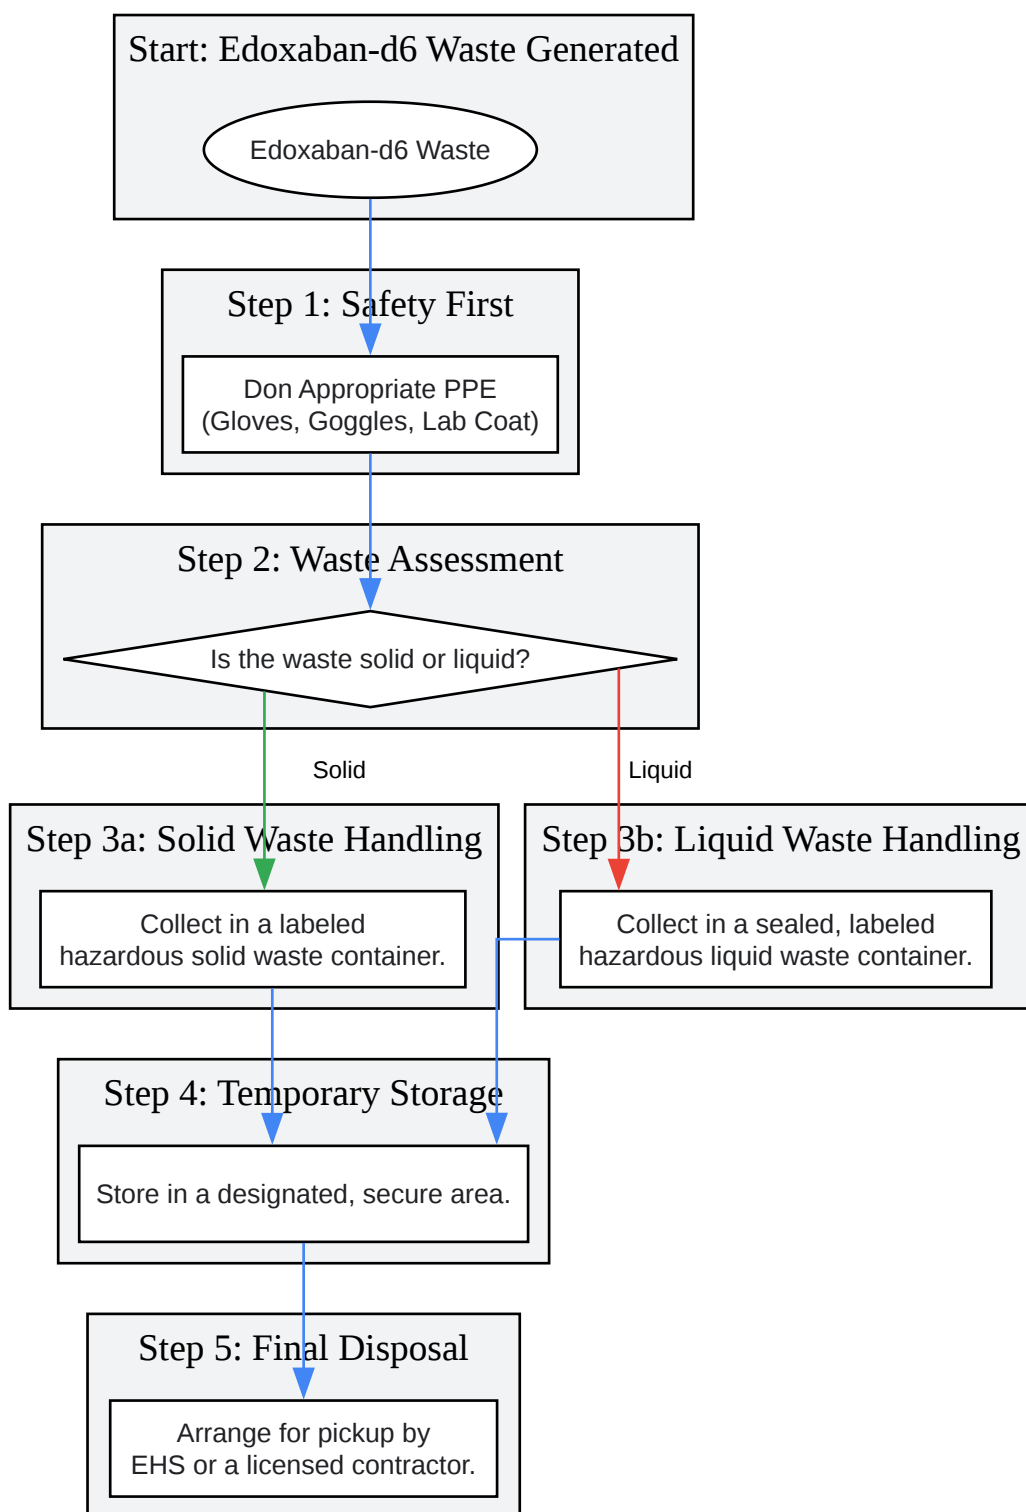 Start: Edoxaban-d6 Waste Generated
Edoxaban-d6 Waste
Step 1: Safety First
Don Appropriate PPE
(Gloves, Goggles, Lab Coat)
Step 2: Waste Assessment
Is the waste solid or liquid?
Solid
Liquid
Step 3a: Solid Waste Handling
Collect in a labeled
hazardous solid waste container.
Step 3b: Liquid Waste Handling
Collect in a sealed, labeled
hazardous liquid waste container.
Step 4: Temporary Storage
Store in a designated, secure area.
Step 5: Final Disposal
Arrange for pickup by
EHS or a licensed contractor.